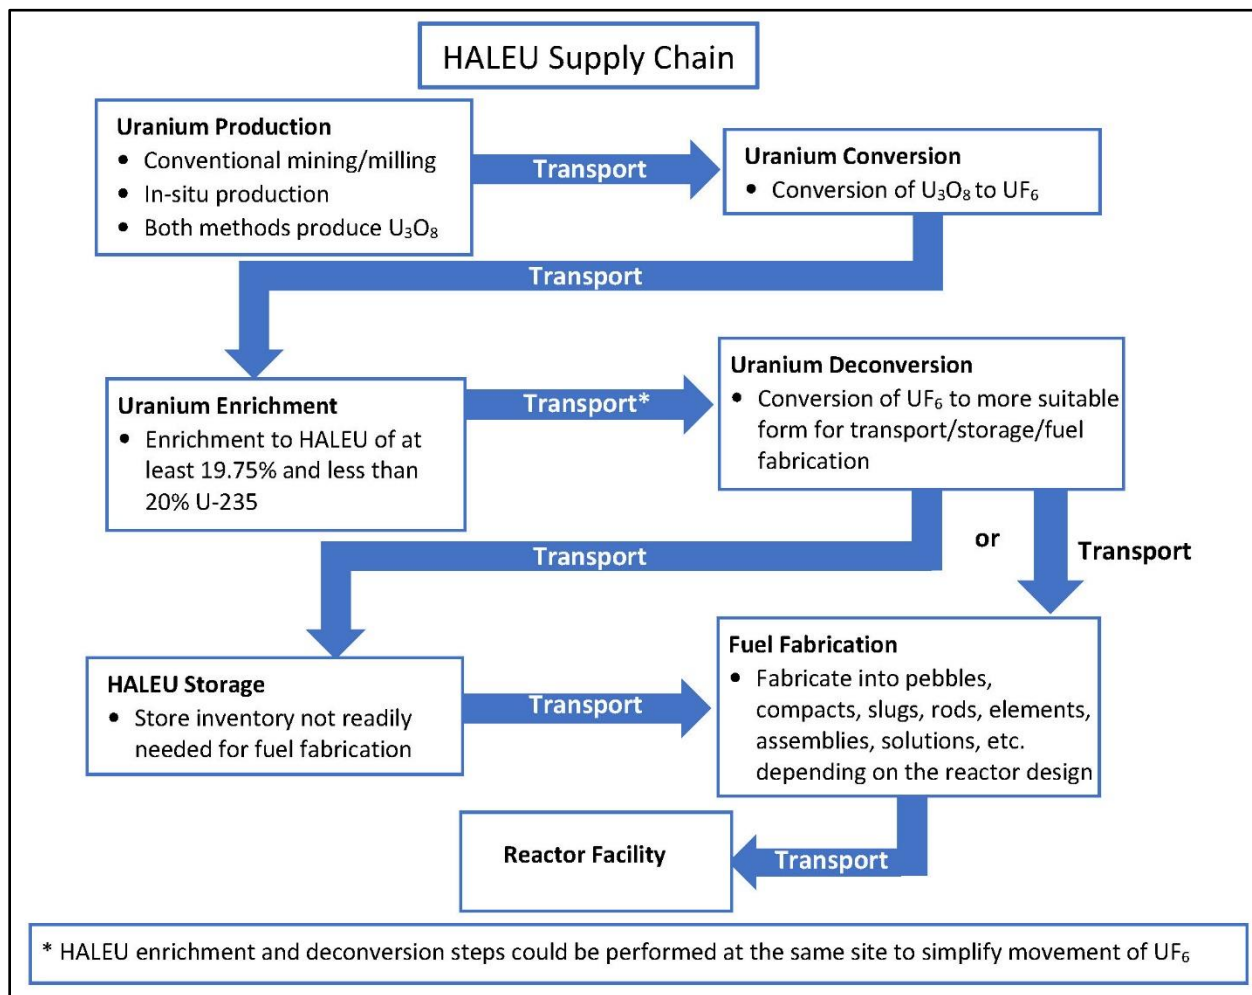 HALEU Supply Chain
Uranium Production
• Conventional mining/milling
• In-situ production
• Both methods produce U₃O₈
Transport
Uranium Conversion
• Conversion of U₃O₈ to UF₆
Transport
Uranium Enrichment
• Enrichment to HALEU of at
least 19.75% and less than
20% U-235
Transport*
Uranium Deconversion
• Conversion of UF₆ to more suitable
form for transport/storage/fuel
fabrication
Transport
or
Transport
HALEU Storage
• Store inventory not readily
needed for fuel fabrication
Transport
Fuel Fabrication
• Fabricate into pebbles,
compacts, slugs, rods, elements,
assemblies, solutions, etc.
depending on the reactor design
Transport
Reactor Facility
* HALEU enrichment and deconversion steps could be performed at the same site to simplify movement of UF₆